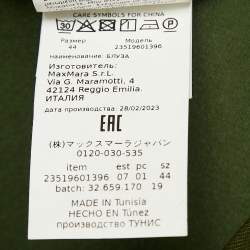 CARE SYMBOLS FOR CHINA
30
Размер Модель
44 23519601396
Наименование: БЛУЗА
Изготовитель:
MaxMara S.r.l.
Via G. Maramotti, 4
42124 Reggio Emilia.
ИТАЛИЯ
дата производства: 28/02/2023
EAC
(株)マックスマーラジャパン
0120-030-535
item est pc sz
23519601396 07 01 44
batch: 32.659.170 19
MADE IN Tunisia
HECHO EN Túnez
производство ТУНИС